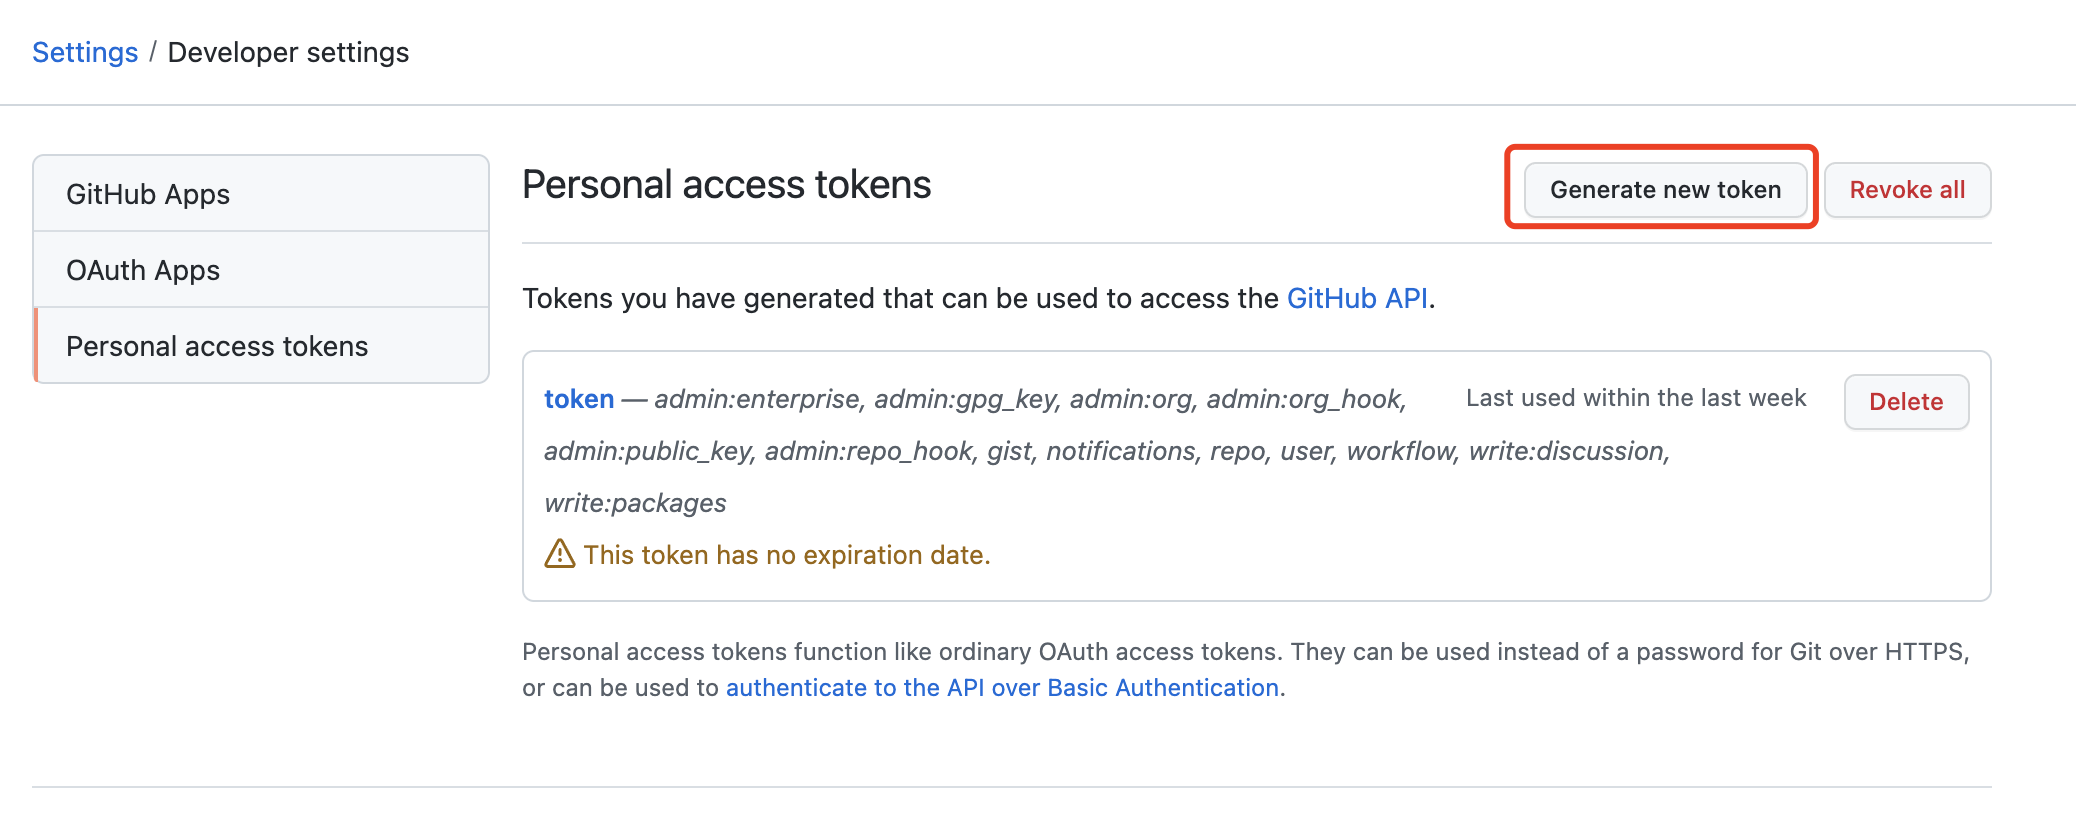 Settings / Developer settings
GitHub Apps
OAuth Apps
Personal access tokens
Personal access tokens
Generate new token
Revoke all
Tokens you have generated that can be used to access the GitHub API.
token — admin:enterprise, admin:gpg_key, admin:org, admin:org_hook,
Last used within the last week
Delete
admin:public_key, admin:repo_hook, gist, notifications, repo, user, workflow, write:discussion,
write:packages
This token has no expiration date.
Personal access tokens function like ordinary OAuth access tokens. They can be used instead of a password for Git over HTTPS,
or can be used to authenticate to the API over Basic Authentication.